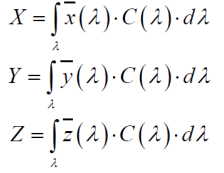 X = ∫_λ x̄(λ)·C(λ)·dλ
Y = ∫_λ ȳ(λ)·C(λ)·dλ
Z = ∫_λ z̄(λ)·C(λ)·dλ